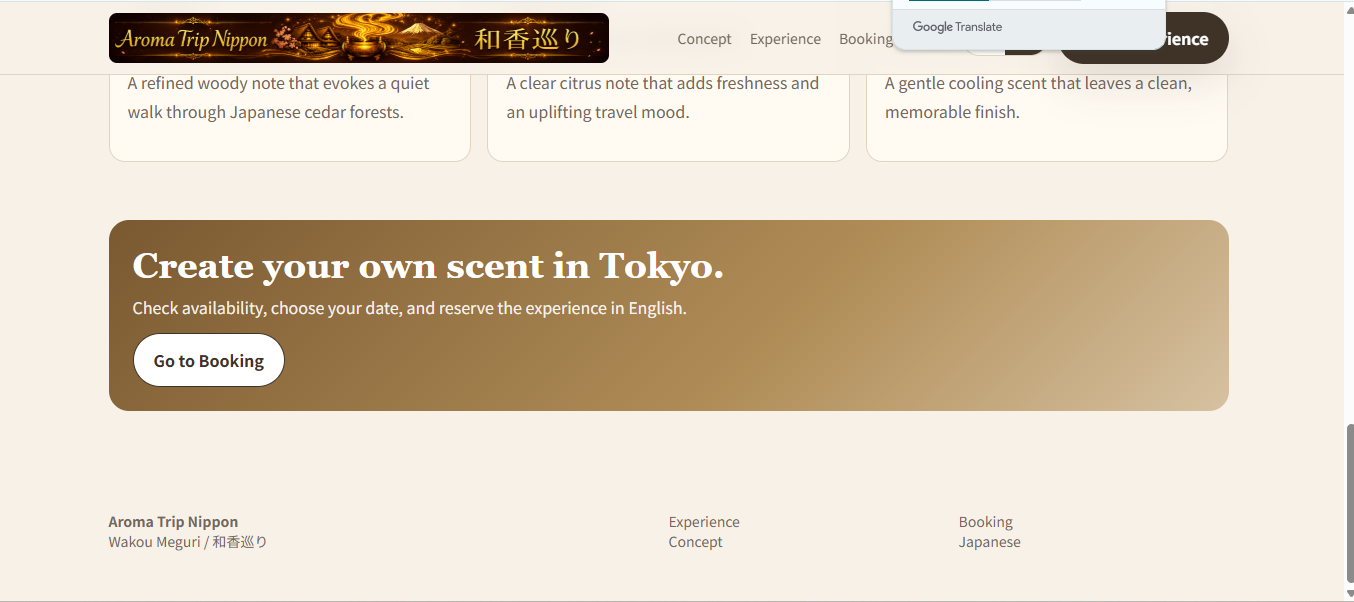 Aroma Trip Nippon 和香巡り
Concept Experience Booking
Google Translate
A refined woody note that evokes a quiet
walk through Japanese cedar forests.
A clear citrus note that adds freshness and
an uplifting travel mood.
A gentle cooling scent that leaves a clean,
memorable finish.
Create your own scent in Tokyo.
Check availability, choose your date, and reserve the experience in English.
Go to Booking
Aroma Trip Nippon
Wakou Meguri / 和香巡り
Experience
Concept
Booking
Japanese